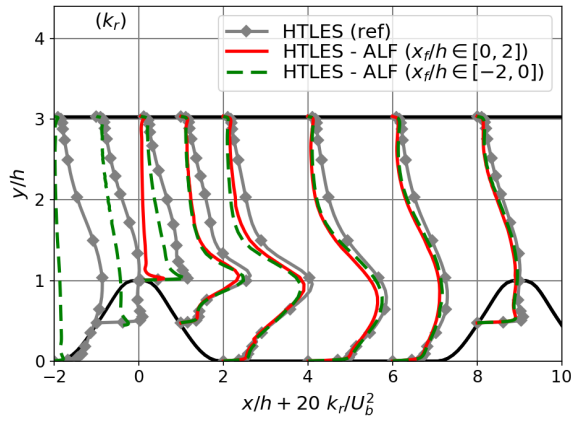 (k_r)
HTLES (ref)
HTLES - ALF (x_f/h ∈ [0, 2])
HTLES - ALF (x_f/h ∈ [−2, 0])
4
3
2
1
0
y/h
−2 0 2 4 6 8 10
x/h + 20 k_r/U_b^2